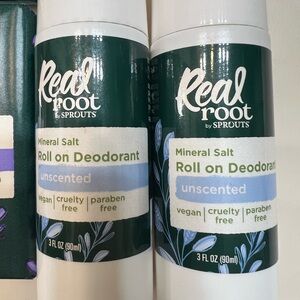 Real
root
by SPROUTS
Mineral Salt
Roll on Deodorant
unscented
vegan | cruelty free | paraben free
3 FL OZ (90ml)
Real
root
by SPROUTS
Mineral Salt
Roll on Deodorant
unscented
vegan | cruelty free | paraben free
3 FL OZ (90ml)